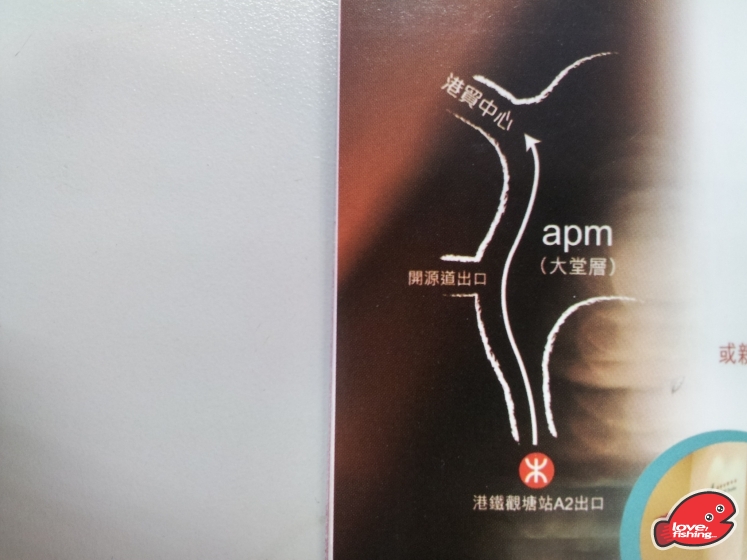 港貿中心
apm
(大堂層)
開源道出口
或親
港鐵觀塘站A2出口
love,
fishing